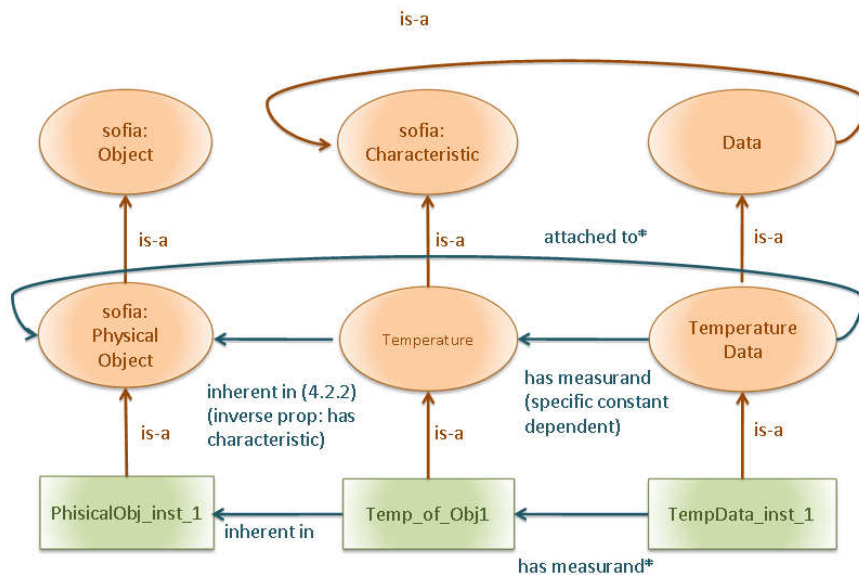 is-a
sofia:
Object
sofia:
Characteristic
Data
is-a
is-a
is-a
attached to*
sofia:
Physical
Object
Temperature
Temperature
Data
inherent in (4.2.2)
(inverse prop: has
characteristic)
has measurand
(specific constant
dependent)
is-a
is-a
is-a
PhisicalObj_inst_1
Temp_of_Obj1
TempData_inst_1
inherent in
has measurand*